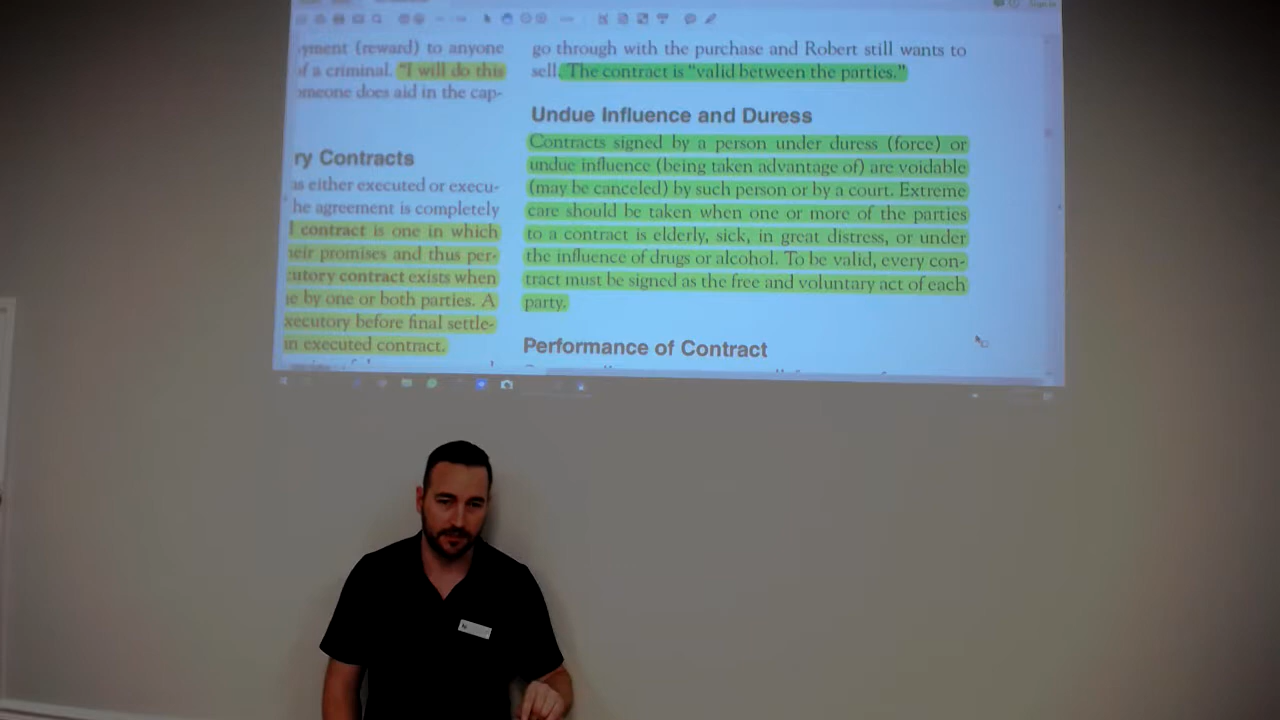 Sign in
yment (reward) to anyone
of a criminal. "I will do this
omeone does aid in the cap-
ry Contracts
as either executed or execu-
he agreement is completely
l contract is one in which
heir promises and thus per-
cutory contract exists when
e by one or both parties. A
xecutory before final settle-
an executed contract.
go through with the purchase and Robert still wants to
sell. The contract is "valid between the parties."
Undue Influence and Duress
Contracts signed by a person under duress (force) or
undue influence (being taken advantage of) are voidable
(may be canceled) by such person or by a court. Extreme
care should be taken when one or more of the parties
to a contract is elderly, sick, in great distress, or under
the influence of drugs or alcohol. To be valid, every con-
tract must be signed as the free and voluntary act of each
party.
Performance of Contract